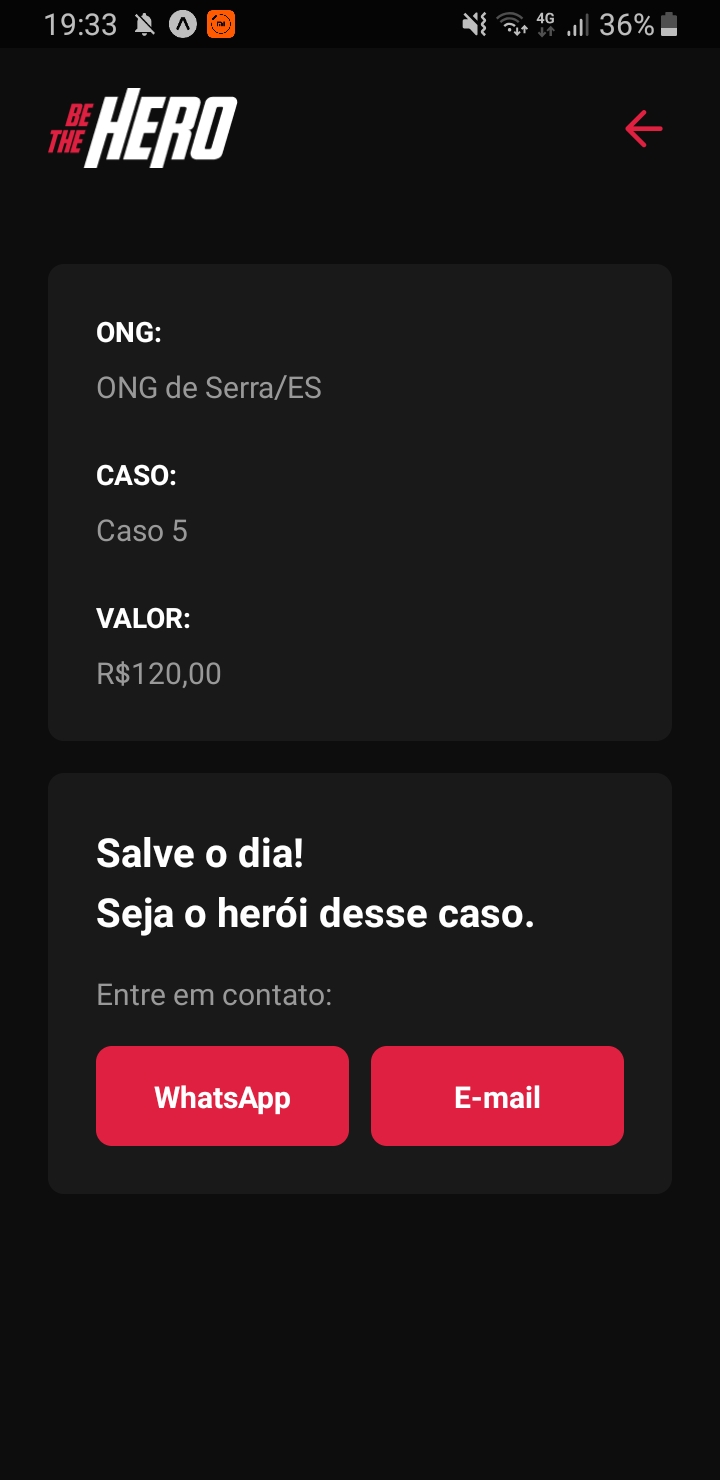 19:33
4G
36%
BE
THE HERO
ONG:
ONG de Serra/ES
CASO:
Caso 5
VALOR:
R$120,00
Salve o dia!
Seja o herói desse caso.
Entre em contato:
WhatsApp
E-mail